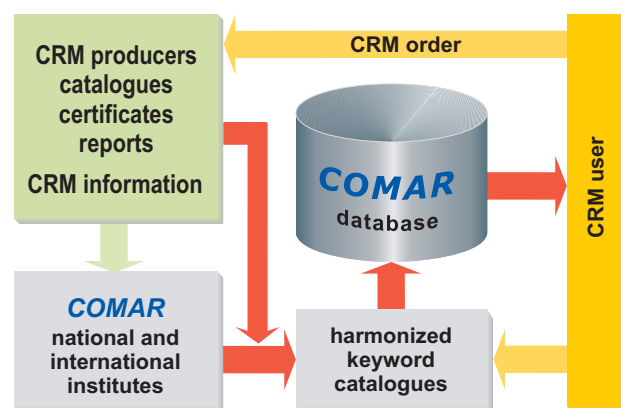 CRM producers
catalogues
certificates
reports
CRM information
CRM order
COMAR
database
CRM user
COMAR
national and
international
institutes
harmonized
keyword
catalogues